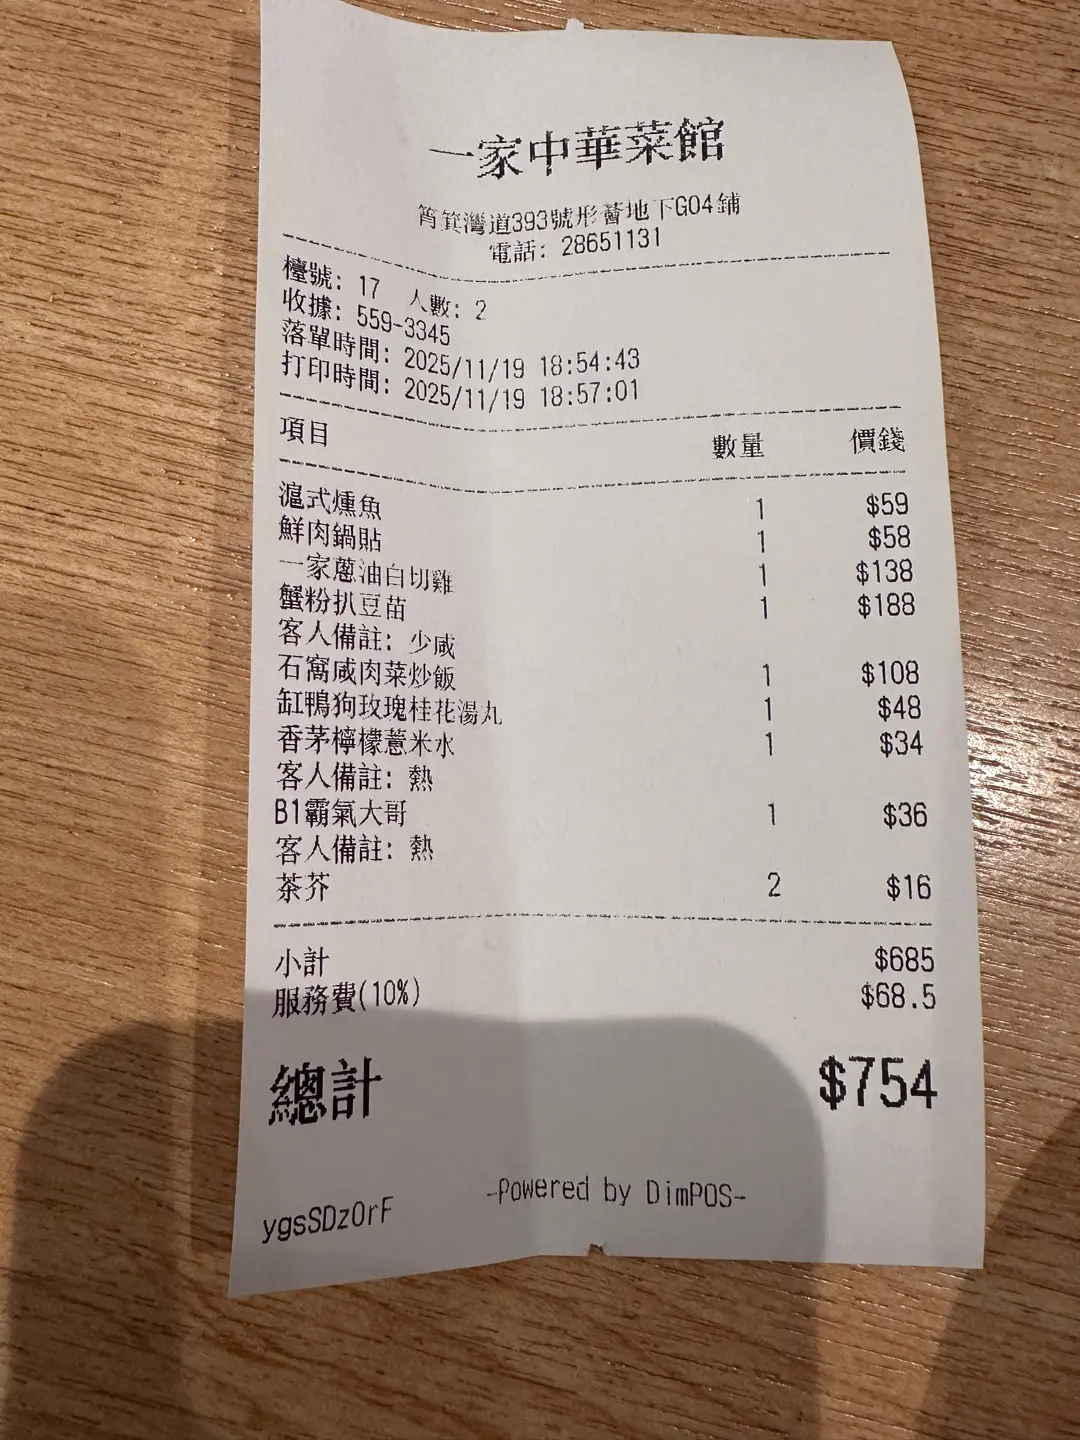 一家中華菜館
筲箕灣道393號形薈地下G04鋪
電話: 28651131
檯號: 17 人數: 2
收據: 559-3345
落單時間: 2025/11/19 18:54:43
打印時間: 2025/11/19 18:57:01
項目 數量 價錢
滬式燻魚 1 $59
鮮肉鍋貼 1 $58
一家蔥油白切雞 1 $138
蟹粉扒豆苗 1 $188
客人備註: 少咸
石窩咸肉菜炒飯 1 $108
缸鴨狗玫瑰桂花湯丸 1 $48
香茅檸檬薏米水 1 $34
客人備註: 熱
B1霸氣大哥 1 $36
客人備註: 熱
茶芥 2 $16
小計 $685
服務費(10%) $68.5
總計 $754
-Powered by DimPOS-
ygsSDzOrF